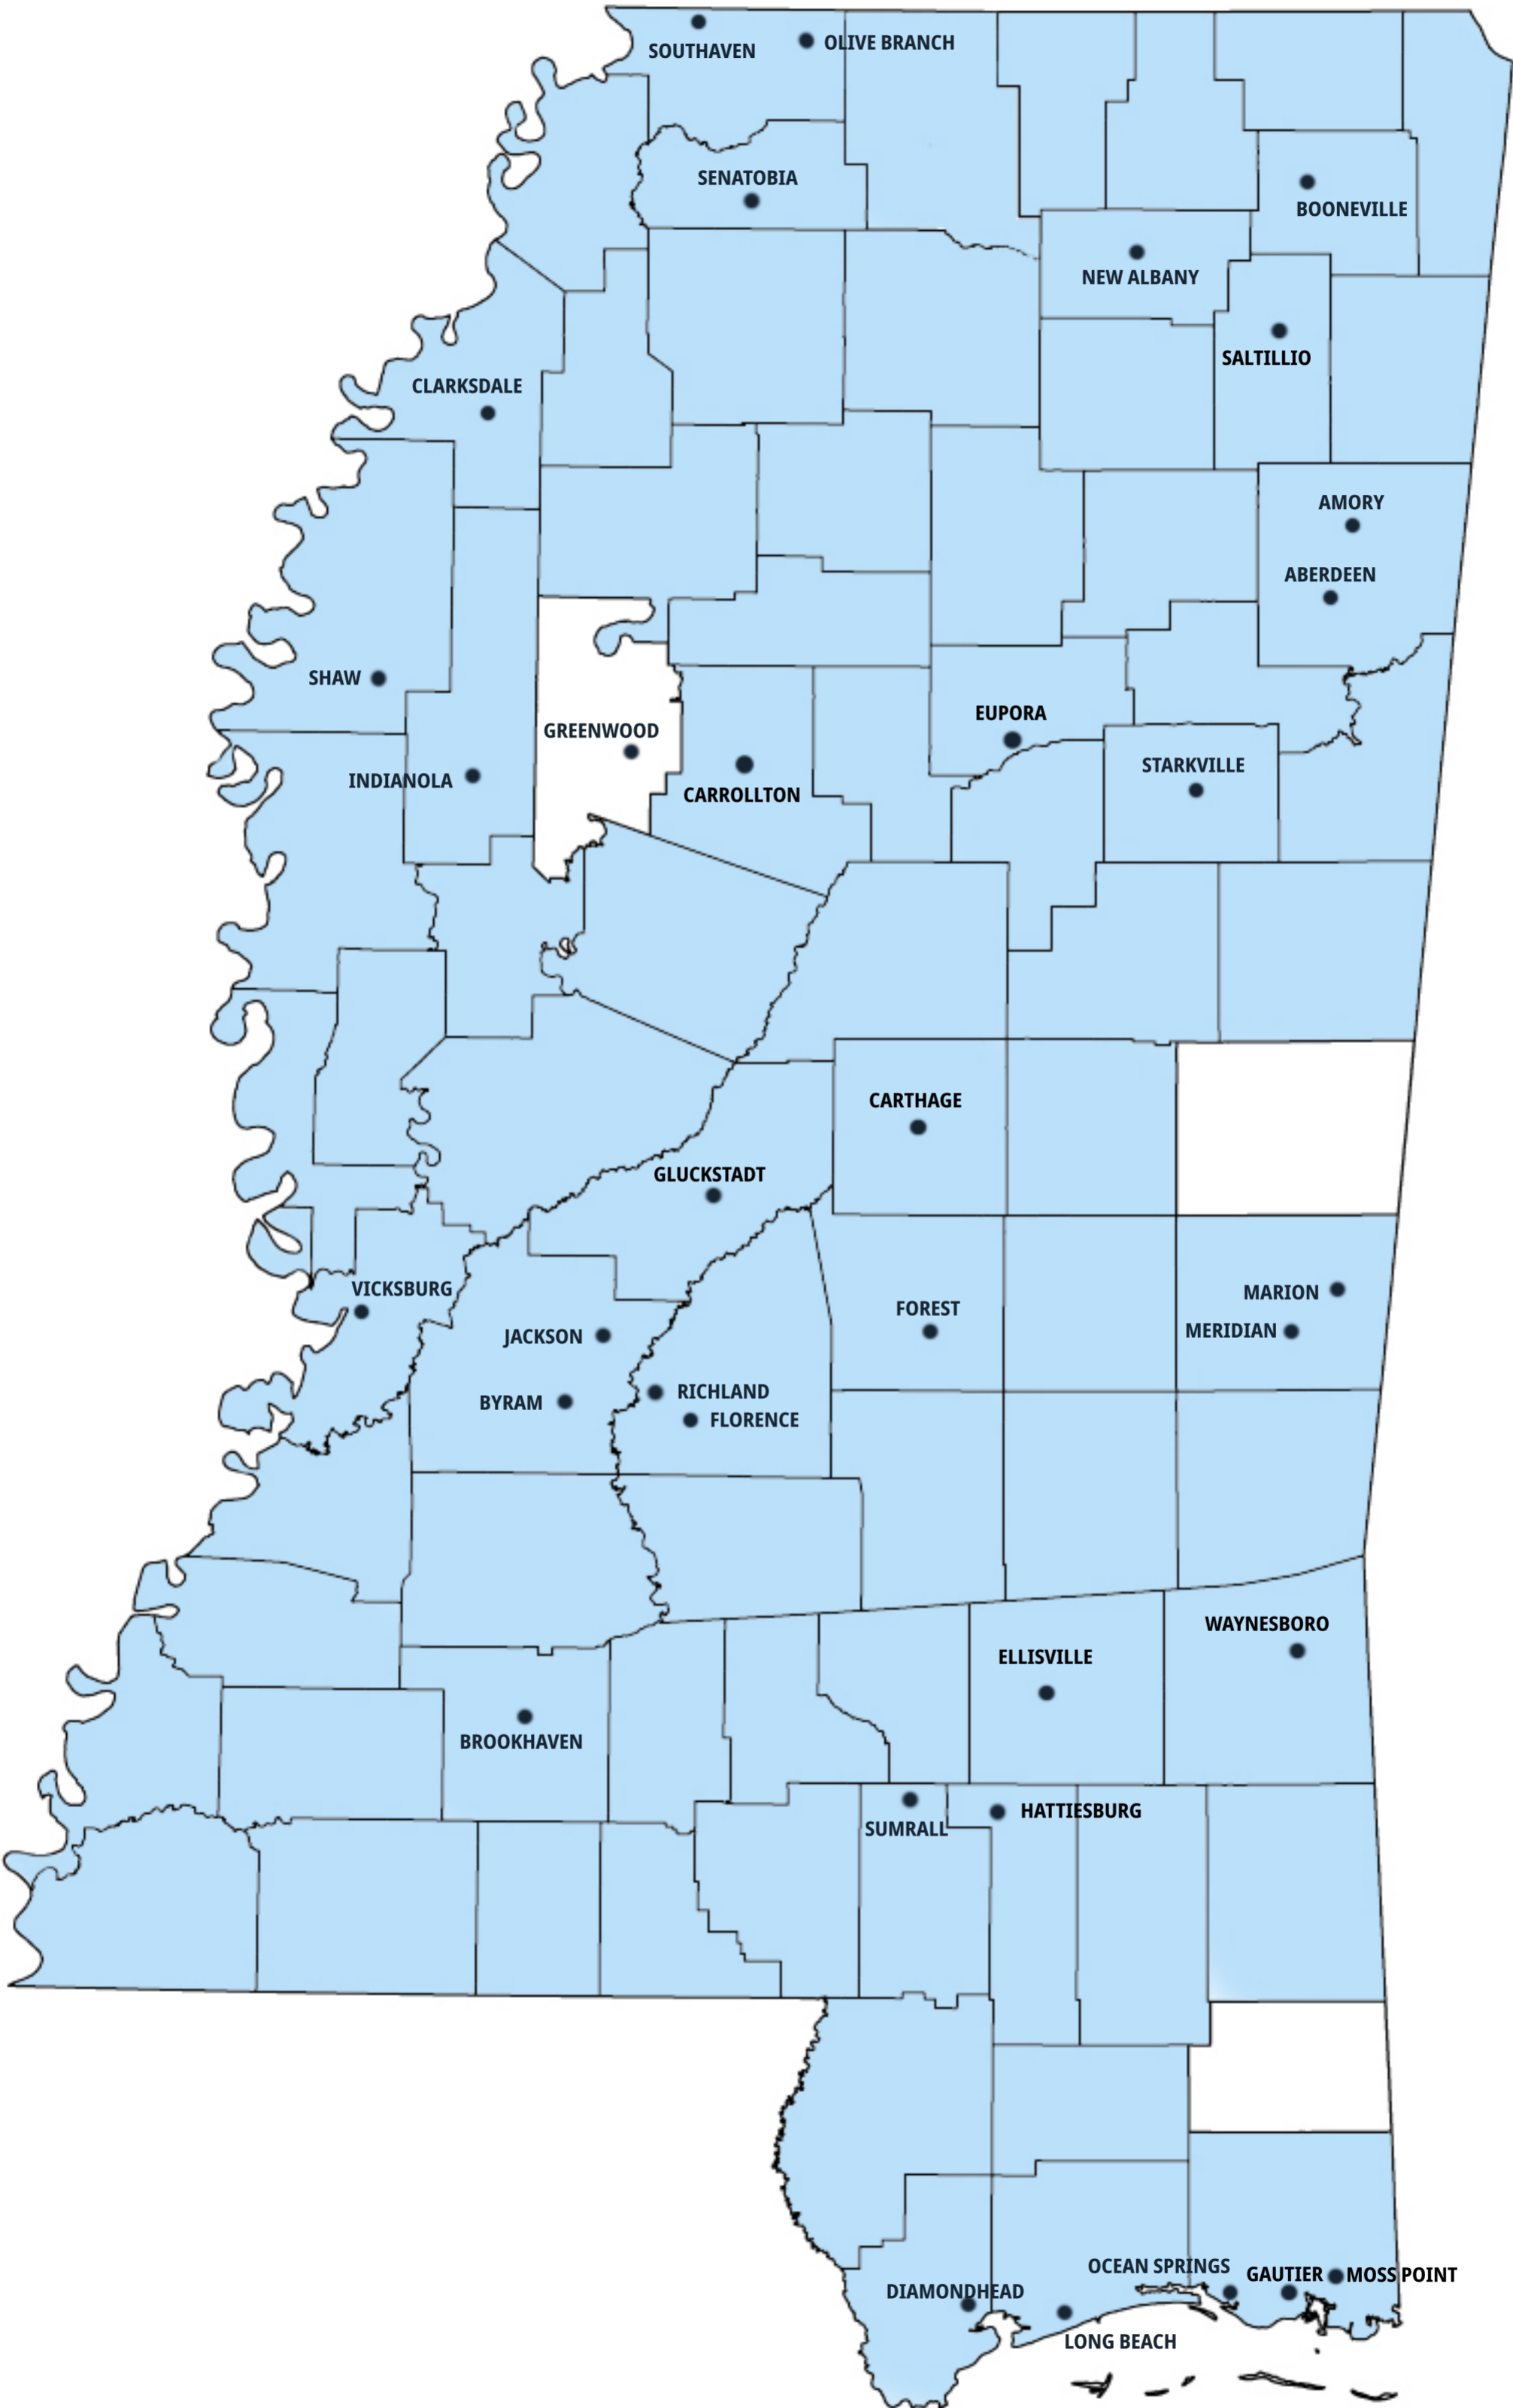 SOUTHAVEN
OLIVE BRANCH
SENATOBIA
BOONEVILLE
NEW ALBANY
SALTILLIO
CLARKSDALE
AMORY
ABERDEEN
SHAW
EUPORA
GREENWOOD
STARKVILLE
INDIANOLA
CARROLLTON
CARTHAGE
GLUCKSTADT
VICKSBURG
MARION
FOREST
MERIDIAN
JACKSON
RICHLAND
BYRAM
FLORENCE
WAYNESBORO
ELLISVILLE
BROOKHAVEN
HATTIESBURG
SUMRALL
OCEAN SPRINGS
GAUTIER
MOSS POINT
DIAMONDHEAD
LONG BEACH